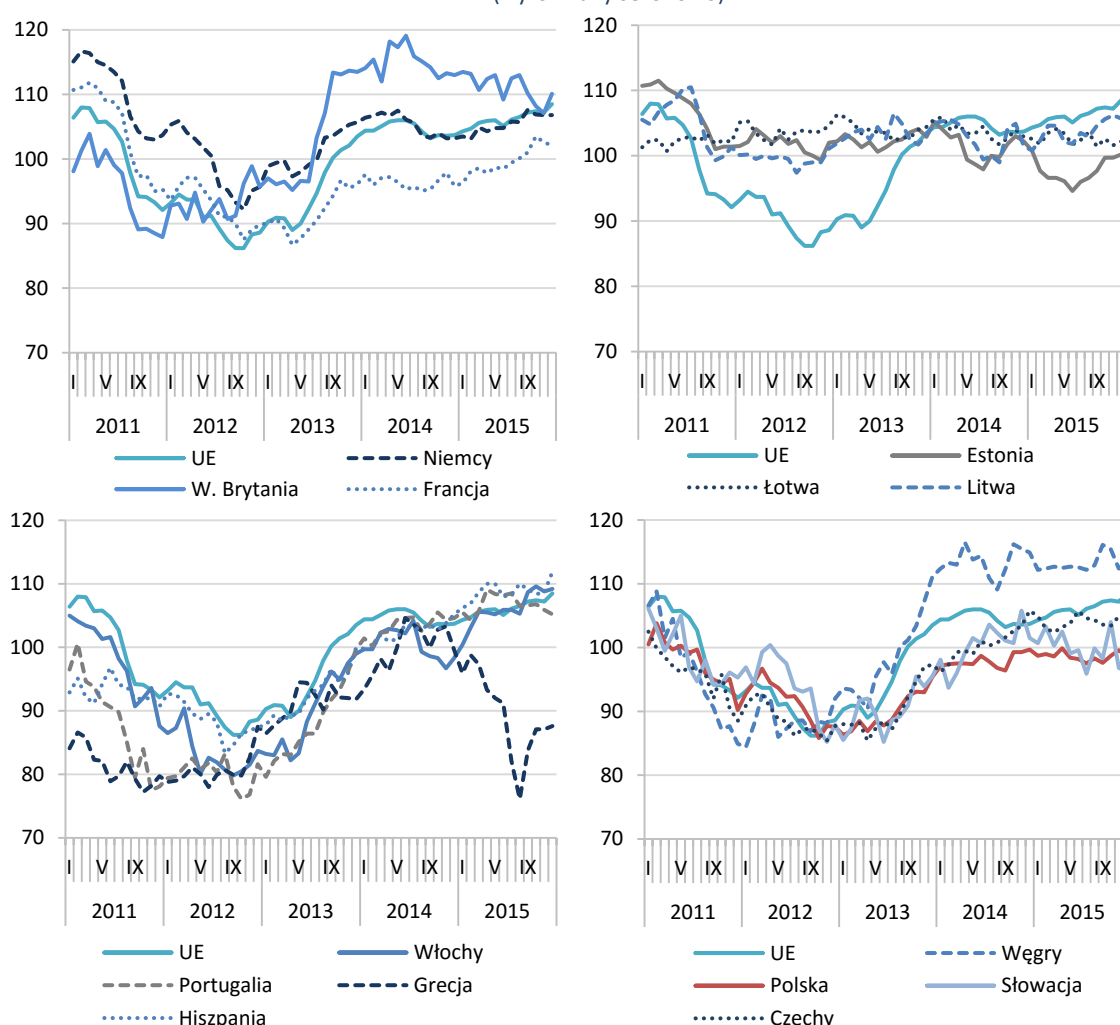 120
110
100
90
80
70
I V IX I V IX I V IX I V IX I V IX
2011 2012 2013 2014 2015
UE Niemcy
W. Brytania Francja
120
110
100
90
80
70
I V IX I V IX I V IX I V IX I V IX
2011 2012 2013 2014 2015
UE Estonia
Łotwa Litwa
120
110
100
90
80
70
I V IX I V IX I V IX I V IX I V IX
2011 2012 2013 2014 2015
UE Włochy
Portugalia Grecja
Hiszpania
120
110
100
90
80
70
I V IX I V IX I V IX I V IX I V IX
2011 2012 2013 2014 2015
UE Węgry
Polska Słowacja
Czechy